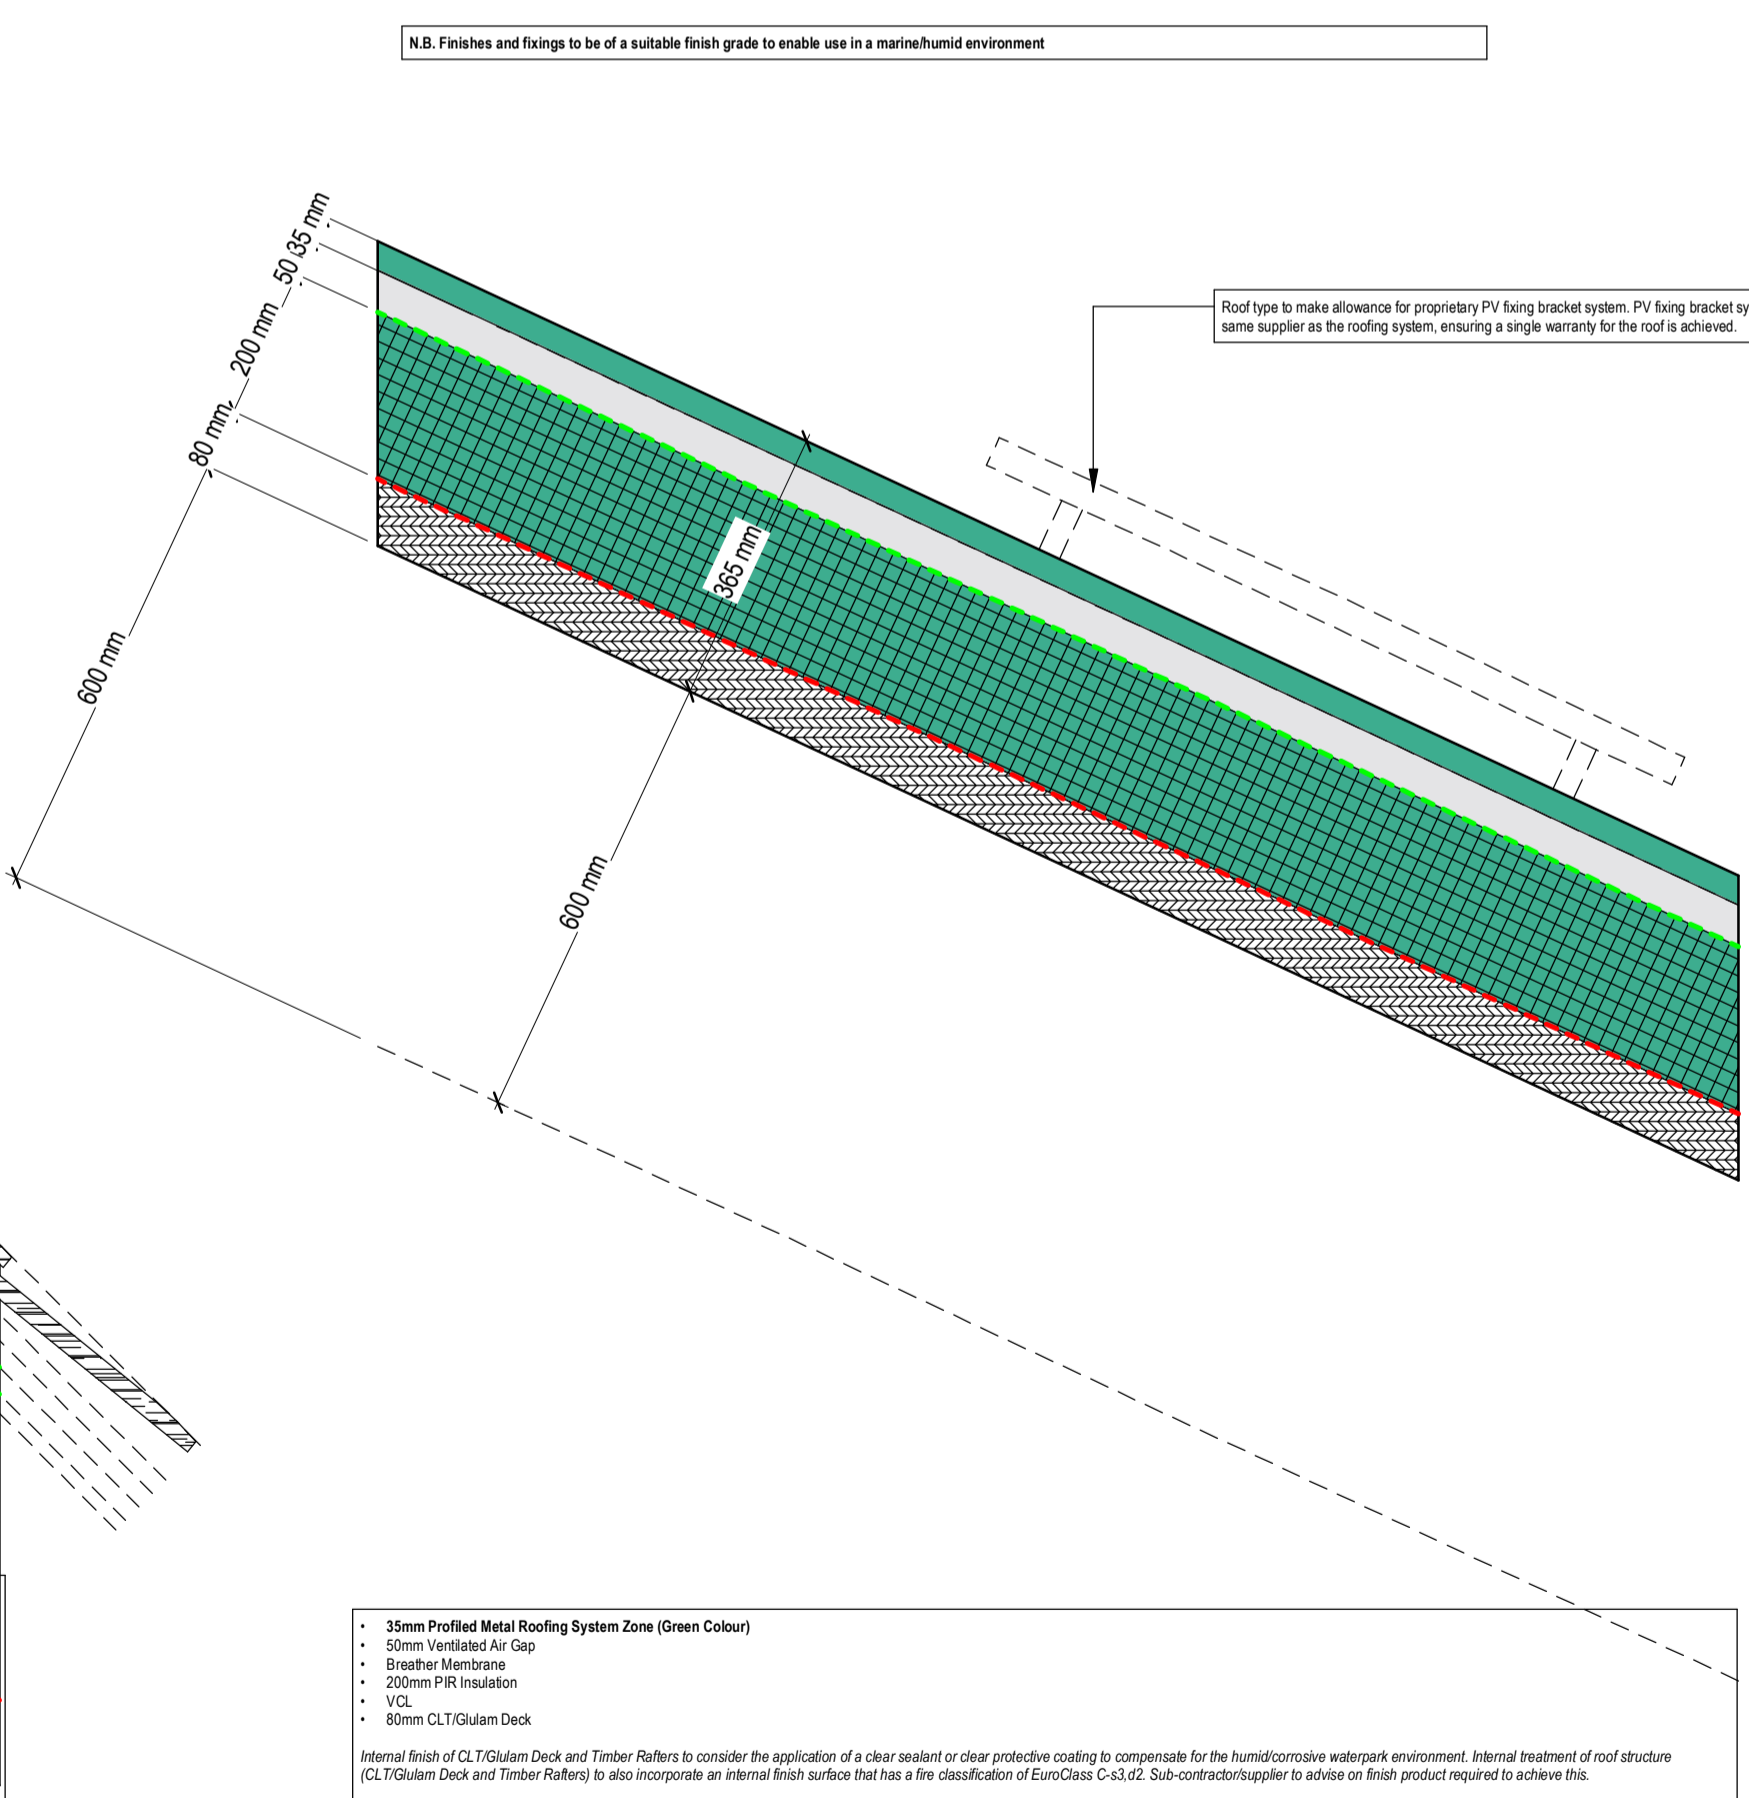 N.B. Finishes and fixings to be of a suitable finish grade to enable use in a marine/humid environment
35 mm
50
200 mm
80 mm
600 mm
365 mm
600 mm
Roof type to make allowance for proprietary PV fixing bracket system. PV fixing bracket sy
same supplier as the roofing system, ensuring a single warranty for the roof is achieved.
• 35mm Profiled Metal Roofing System Zone (Green Colour)
• 50mm Ventilated Air Gap
• Breather Membrane
• 200mm PIR Insulation
• VCL
• 80mm CLT/Glulam Deck
Internal finish of CLT/Glulam Deck and Timber Rafters to consider the application of a clear sealant or clear protective coating to compensate for the humid/corrosive waterpark environment. Internal treatment of roof structure
(CLT/Glulam Deck and Timber Rafters) to also incorporate an internal finish surface that has a fire classification of EuroClass C-s3,d2. Sub-contractor/supplier to advise on finish product required to achieve this.